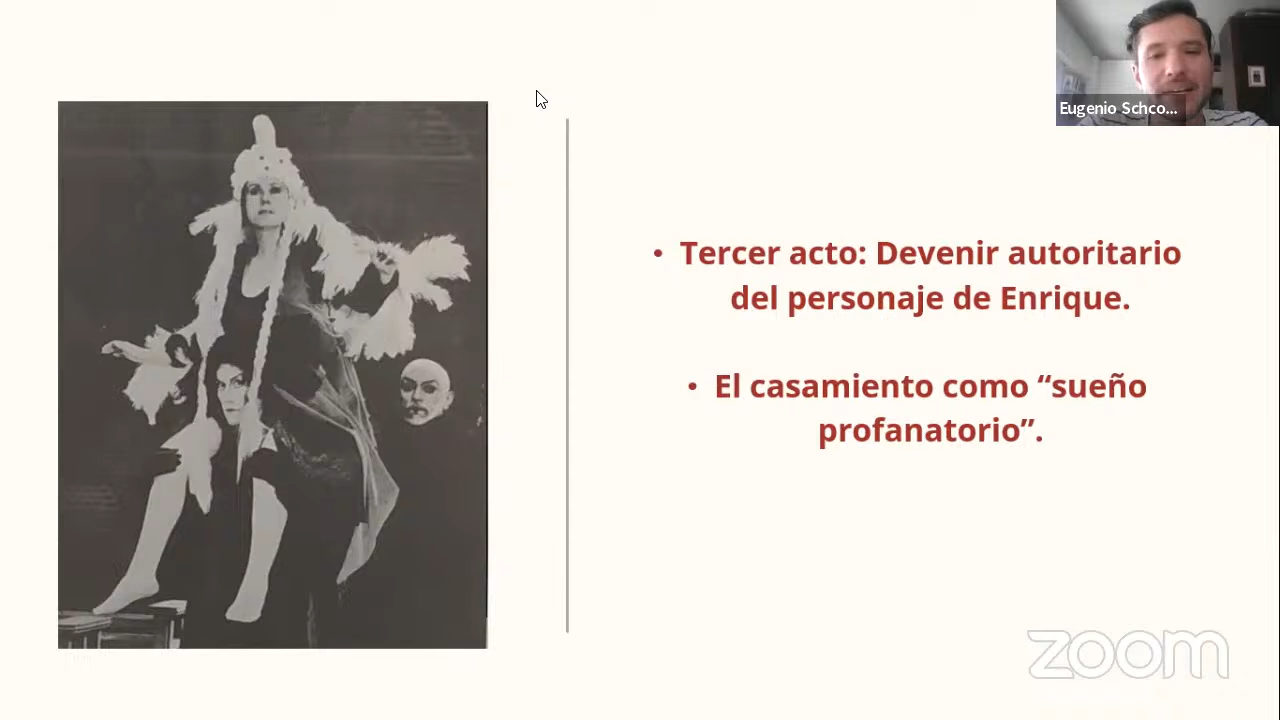 Eugenio Schco...
• Tercer acto: Devenir autoritario
del personaje de Enrique.
• El casamiento como “sueño
profanatorio”.
zoom